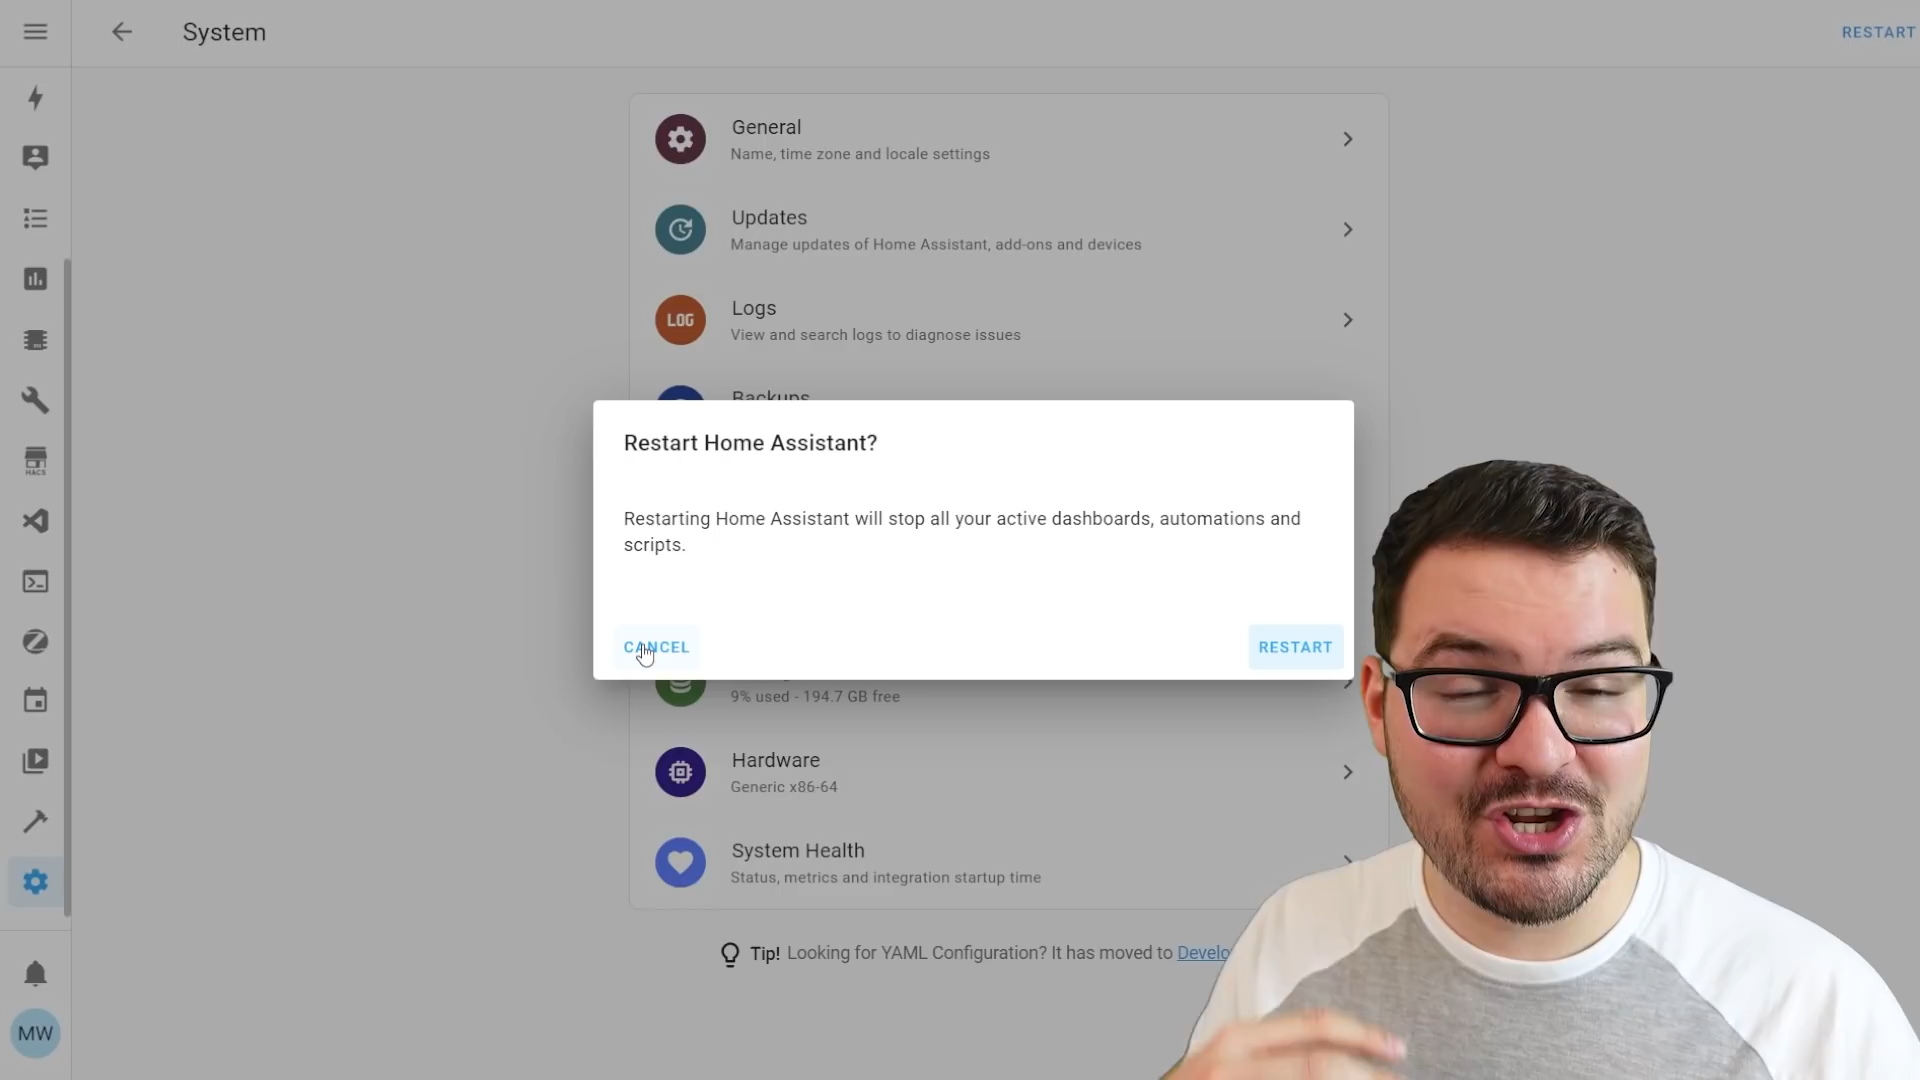 System
RESTART
General
Name, time zone and locale settings
Updates
Manage updates of Home Assistant, add-ons and devices
LOG
Logs
View and search logs to diagnose issues
Backups
Restart Home Assistant?
Restarting Home Assistant will stop all your active dashboards, automations and
scripts.
CANCEL
RESTART
9% used - 194.7 GB free
Hardware
Generic x86-64
System Health
Status, metrics and integration startup time
Tip! Looking for YAML Configuration? It has moved to Develo
HACS
MW